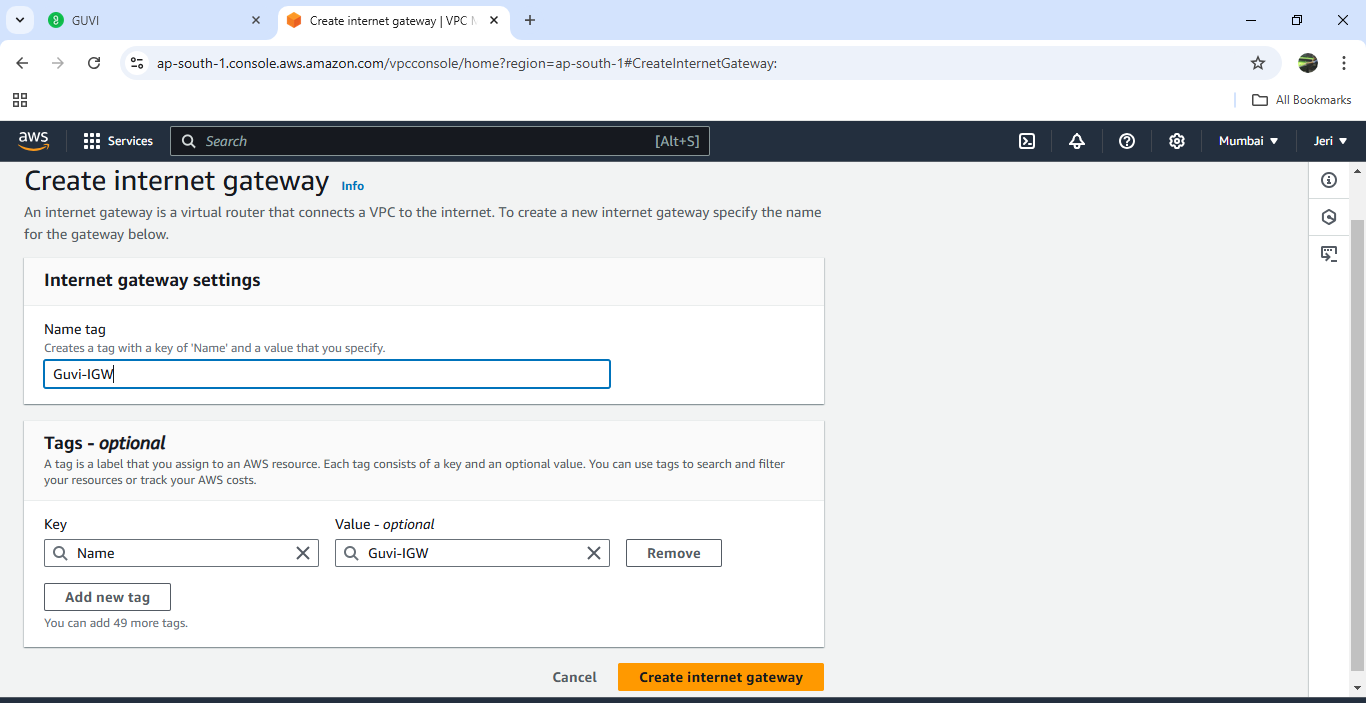 GUVI
Create internet gateway | VPC M
ap-south-1.console.aws.amazon.com/vpcconsole/home?region=ap-south-1#CreateInternetGateway:
All Bookmarks
aws
Services
Search
[Alt+S]
Mumbai
Jeri
Create internet gateway Info
An internet gateway is a virtual router that connects a VPC to the internet. To create a new internet gateway specify the name
for the gateway below.
Internet gateway settings
Name tag
Creates a tag with a key of 'Name' and a value that you specify.
Guvi-IGW
Tags - optional
A tag is a label that you assign to an AWS resource. Each tag consists of a key and an optional value. You can use tags to search and filter
your resources or track your AWS costs.
Key
Value - optional
Name
Guvi-IGW
Remove
Add new tag
You can add 49 more tags.
Cancel
Create internet gateway